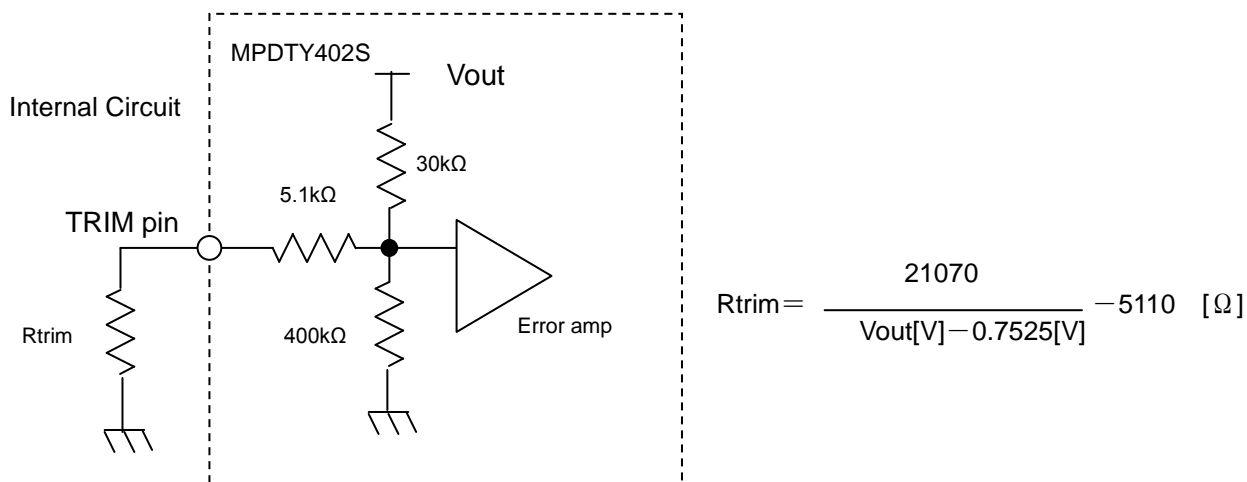 MPDTY402S
Vout
Internal Circuit
30kΩ
5.1kΩ
TRIM pin
21070
Rtrim＝ －5110 [Ω]
Vout[V]－0.7525[V]
Rtrim
400kΩ
Error amp